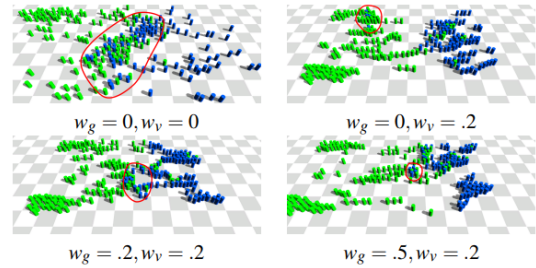 w_g = 0, w_v = 0
w_g = 0, w_v = .2
w_g = .2, w_v = .2
w_g = .5, w_v = .2